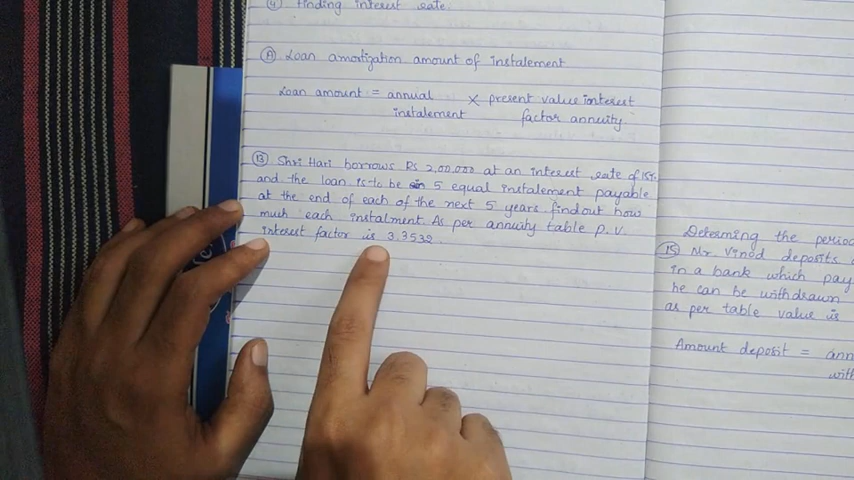 (4) Finding interest rate.
(A) Loan amortization amount of instalement
Loan amount = annual × present value interest
instalement factor annuity
(13) Shri Hari borrows Rs 2,00,000 at an interest rate of 15%.
and the loan is to be in 5 equal instalement payable
at the end of each of the next 5 years findout how
much each instalment. As per annuity table P.V
interest factor is 3.3532.
Determing the period
(15) Mr Vinod deposits
in a bank which pay
he can be withdrawn
as per table value is
Amount deposit = ann
with